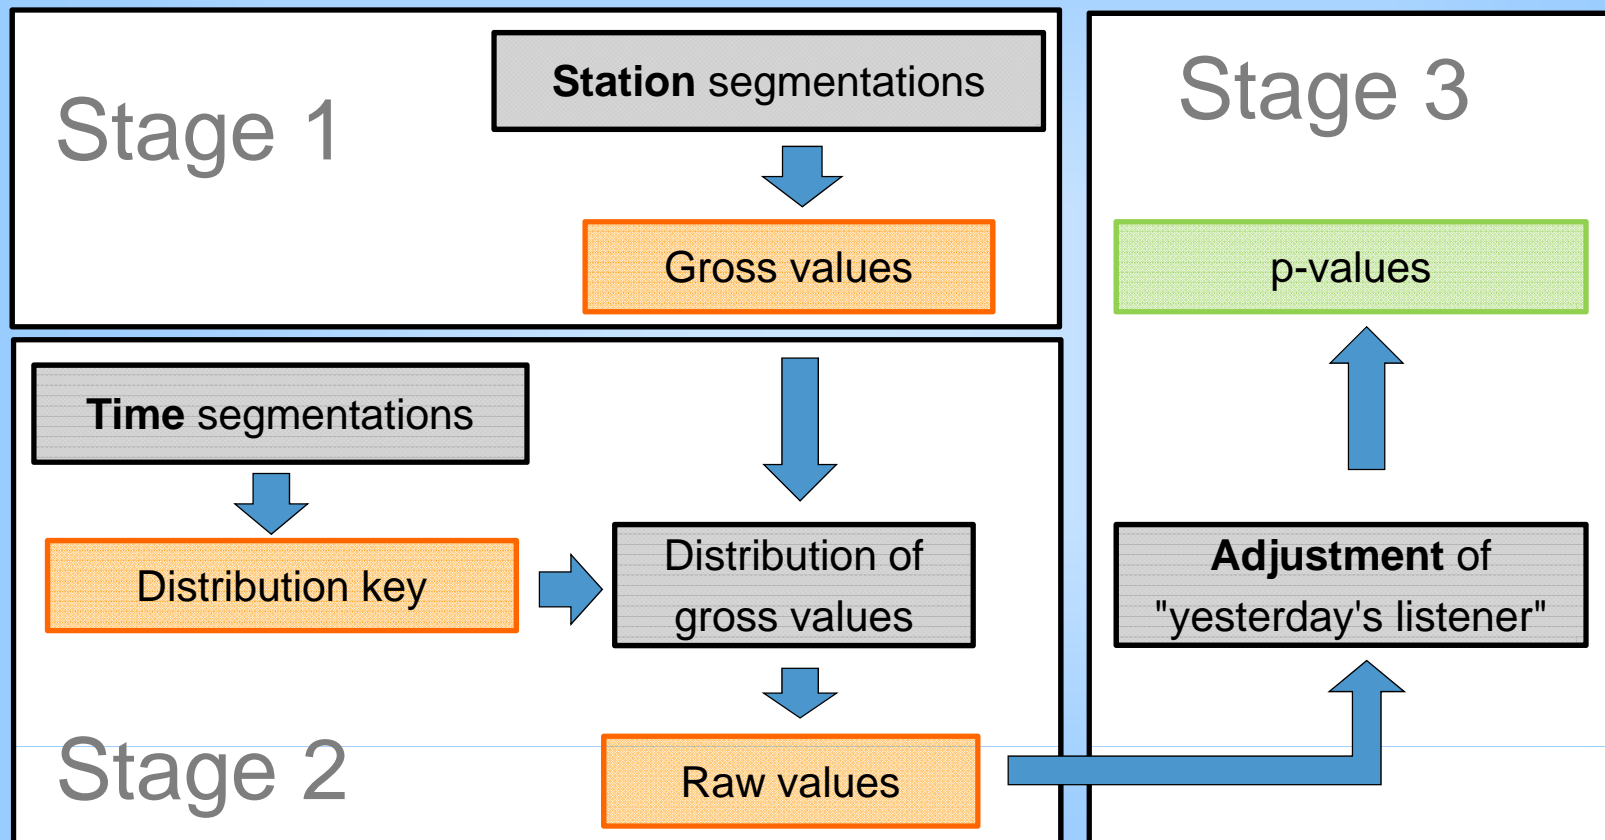 Stage 1
Station segmentations
Gross values
Time segmentations
Distribution key
Distribution of
gross values
Raw values
Stage 2
Stage 3
p-values
Adjustment of
"yesterday's listener"